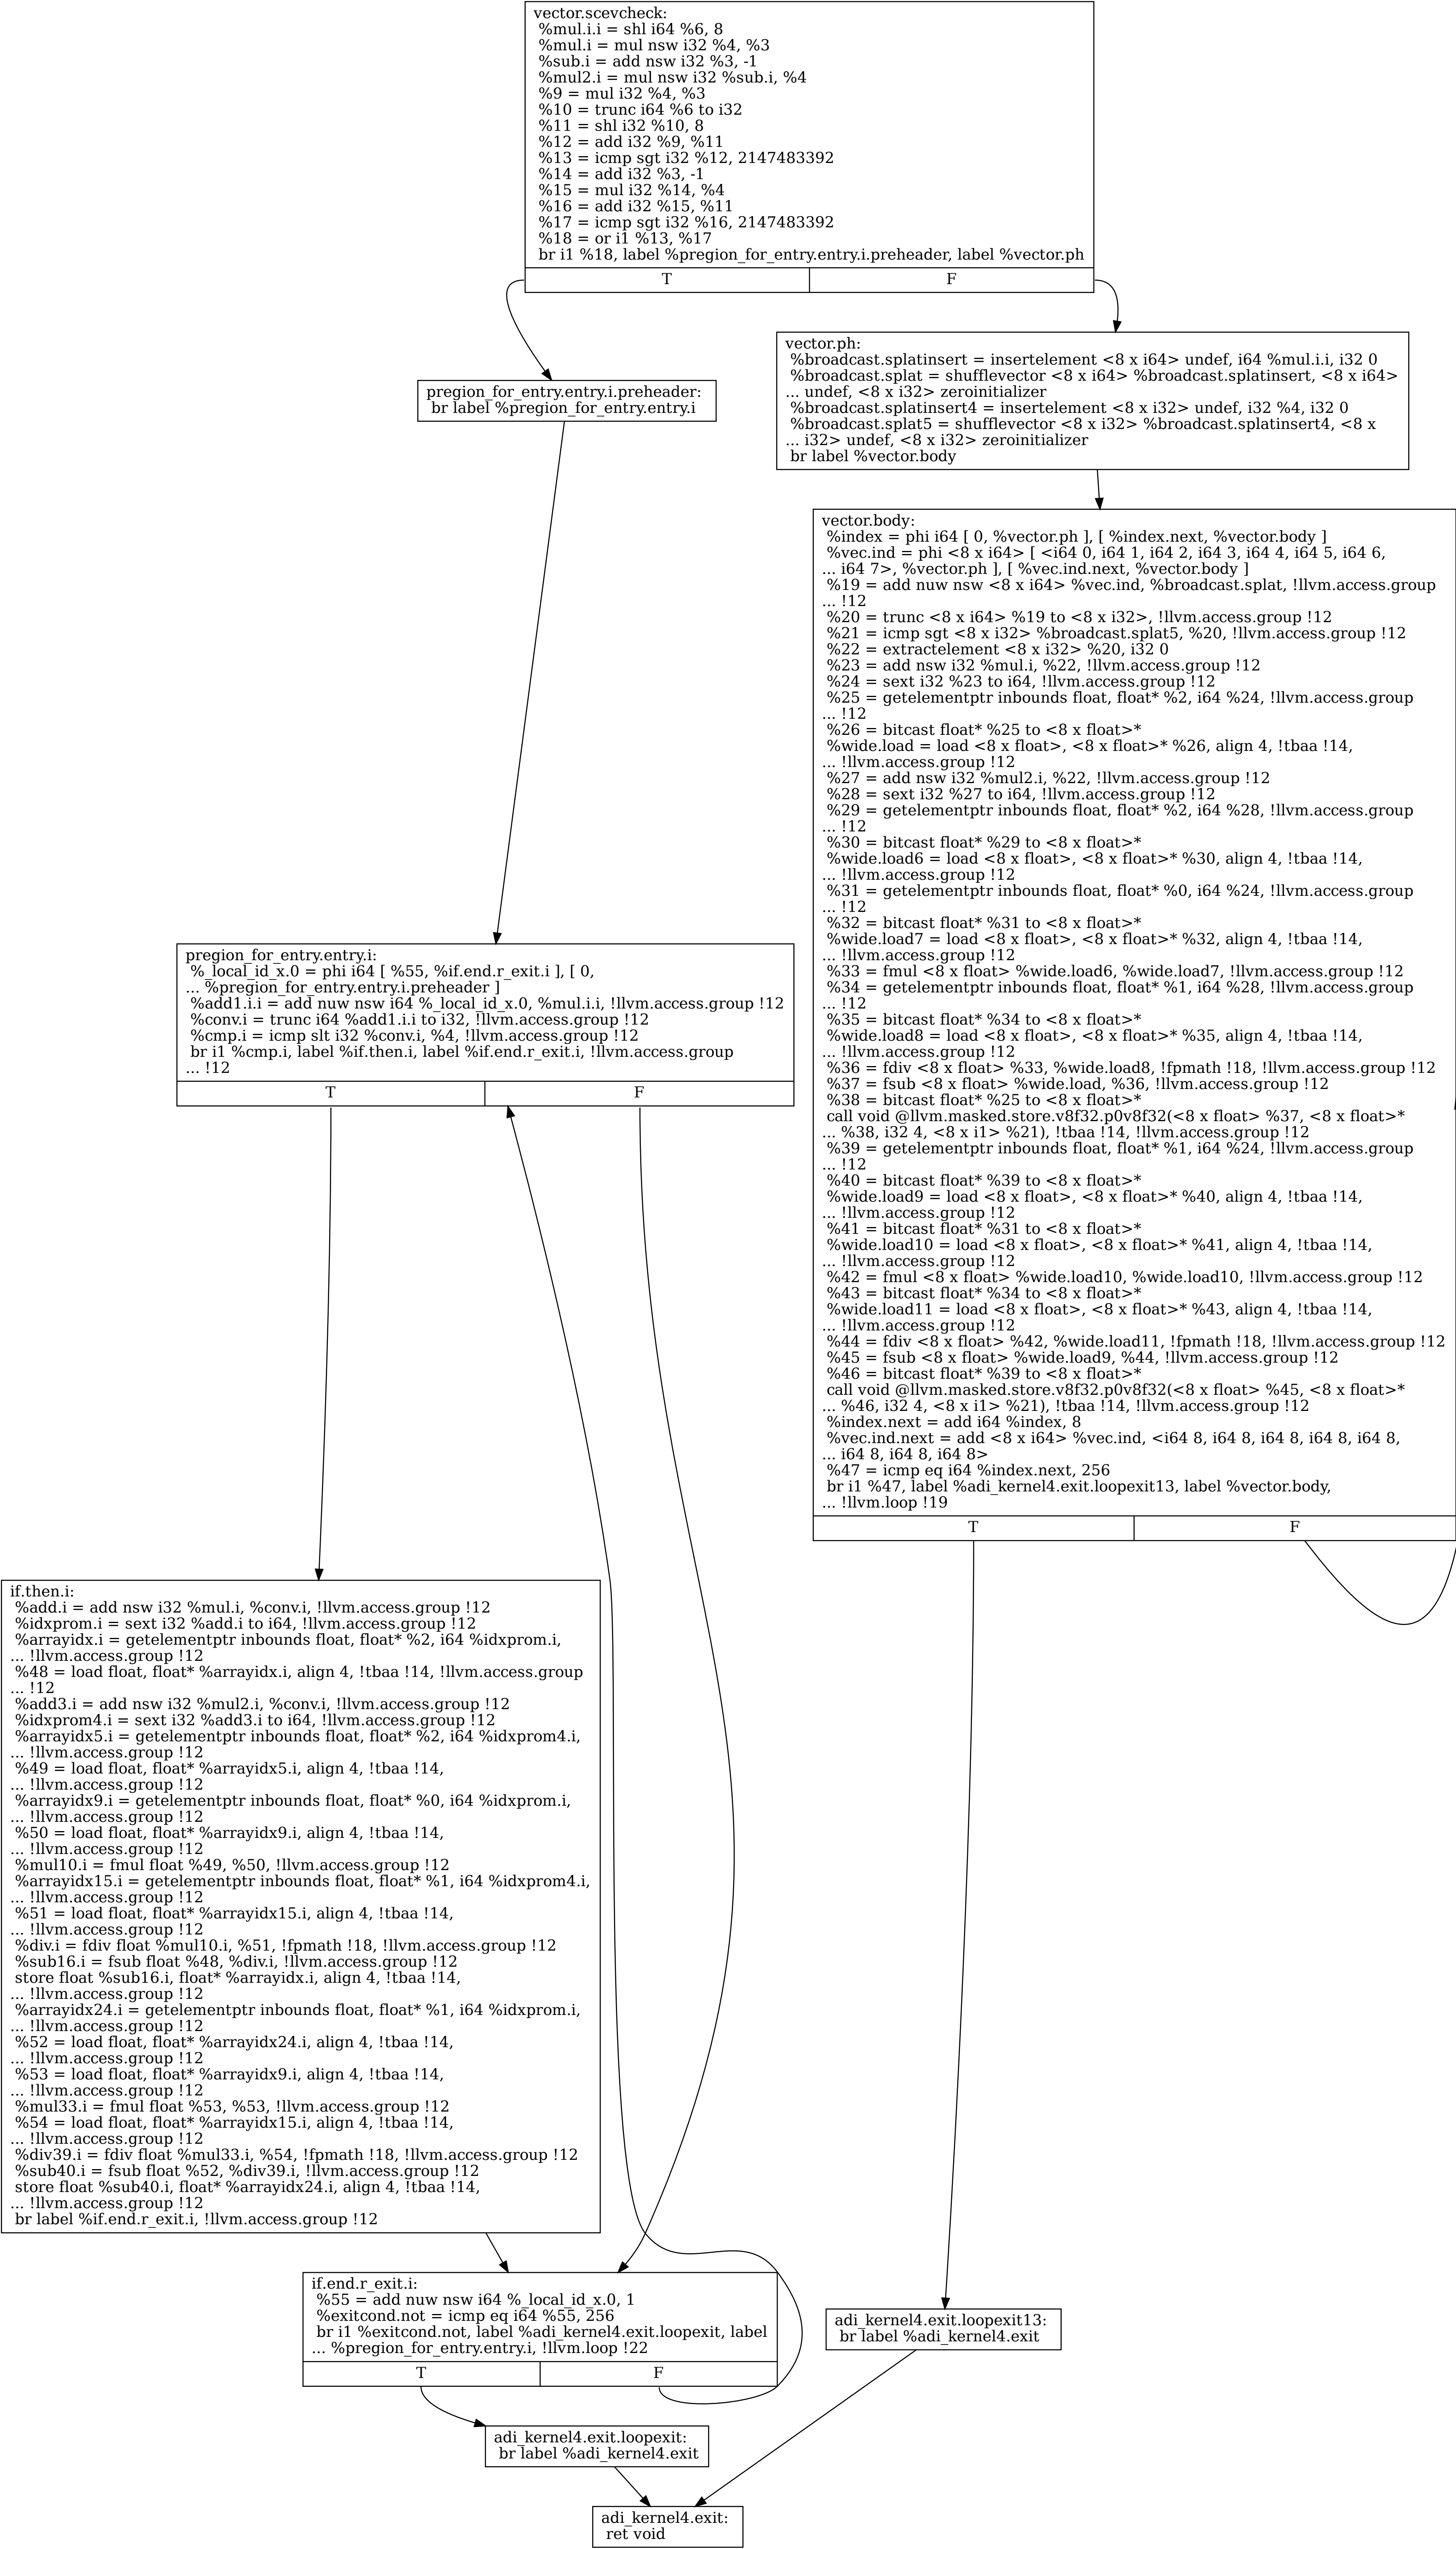 vector.scevcheck:
%mul.i.i = shl i64 %6, 8
%mul.i = mul nsw i32 %4, %3
%sub.i = add nsw i32 %3, -1
%mul2.i = mul nsw i32 %sub.i, %4
%9 = mul i32 %4, %3
%10 = trunc i64 %6 to i32
%11 = shl i32 %10, 8
%12 = add i32 %9, %11
%13 = icmp sgt i32 %12, 2147483392
%14 = add i32 %3, -1
%15 = mul i32 %14, %4
%16 = add i32 %15, %11
%17 = icmp sgt i32 %16, 2147483392
%18 = or i1 %13, %17
br i1 %18, label %pregion_for_entry.entry.i.preheader, label %vector.ph
T
F
vector.ph:
%broadcast.splatinsert = insertelement <8 x i64> undef, i64 %mul.i.i, i32 0
%broadcast.splat = shufflevector <8 x i64> %broadcast.splatinsert, <8 x i64>
... undef, <8 x i32> zeroinitializer
%broadcast.splatinsert4 = insertelement <8 x i32> undef, i32 %4, i32 0
%broadcast.splat5 = shufflevector <8 x i32> %broadcast.splatinsert4, <8 x
... i32> undef, <8 x i32> zeroinitializer
br label %vector.body
pregion_for_entry.entry.i.preheader:
br label %pregion_for_entry.entry.i
vector.body:
%index = phi i64 [ 0, %vector.ph ], [ %index.next, %vector.body ]
%vec.ind = phi <8 x i64> [ <i64 0, i64 1, i64 2, i64 3, i64 4, i64 5, i64 6,
... i64 7>, %vector.ph ], [ %vec.ind.next, %vector.body ]
%19 = add nuw nsw <8 x i64> %vec.ind, %broadcast.splat, !llvm.access.group
... !12
%20 = trunc <8 x i64> %19 to <8 x i32>, !llvm.access.group !12
%21 = icmp sgt <8 x i32> %broadcast.splat5, %20, !llvm.access.group !12
%22 = extractelement <8 x i32> %20, i32 0
%23 = add nsw i32 %mul.i, %22, !llvm.access.group !12
%24 = sext i32 %23 to i64, !llvm.access.group !12
%25 = getelementptr inbounds float, float* %2, i64 %24, !llvm.access.group
... !12
%26 = bitcast float* %25 to <8 x float>*
%wide.load = load <8 x float>, <8 x float>* %26, align 4, !tbaa !14,
... !llvm.access.group !12
%27 = add nsw i32 %mul2.i, %22, !llvm.access.group !12
%28 = sext i32 %27 to i64, !llvm.access.group !12
%29 = getelementptr inbounds float, float* %2, i64 %28, !llvm.access.group
... !12
%30 = bitcast float* %29 to <8 x float>*
%wide.load6 = load <8 x float>, <8 x float>* %30, align 4, !tbaa !14,
... !llvm.access.group !12
%31 = getelementptr inbounds float, float* %0, i64 %24, !llvm.access.group
... !12
%32 = bitcast float* %31 to <8 x float>*
%wide.load7 = load <8 x float>, <8 x float>* %32, align 4, !tbaa !14,
... !llvm.access.group !12
%33 = fmul <8 x float> %wide.load6, %wide.load7, !llvm.access.group !12
%34 = getelementptr inbounds float, float* %1, i64 %28, !llvm.access.group
... !12
%35 = bitcast float* %34 to <8 x float>*
%wide.load8 = load <8 x float>, <8 x float>* %35, align 4, !tbaa !14,
... !llvm.access.group !12
%36 = fdiv <8 x float> %33, %wide.load8, !fpmath !18, !llvm.access.group !12
%37 = fsub <8 x float> %wide.load, %36, !llvm.access.group !12
%38 = bitcast float* %25 to <8 x float>*
call void @llvm.masked.store.v8f32.p0v8f32(<8 x float> %37, <8 x float>*
... %38, i32 4, <8 x i1> %21), !tbaa !14, !llvm.access.group !12
%39 = getelementptr inbounds float, float* %1, i64 %24, !llvm.access.group
... !12
%40 = bitcast float* %39 to <8 x float>*
%wide.load9 = load <8 x float>, <8 x float>* %40, align 4, !tbaa !14,
... !llvm.access.group !12
%41 = bitcast float* %31 to <8 x float>*
%wide.load10 = load <8 x float>, <8 x float>* %41, align 4, !tbaa !14,
... !llvm.access.group !12
%42 = fmul <8 x float> %wide.load10, %wide.load10, !llvm.access.group !12
%43 = bitcast float* %34 to <8 x float>*
%wide.load11 = load <8 x float>, <8 x float>* %43, align 4, !tbaa !14,
... !llvm.access.group !12
%44 = fdiv <8 x float> %42, %wide.load11, !fpmath !18, !llvm.access.group !12
%45 = fsub <8 x float> %wide.load9, %44, !llvm.access.group !12
%46 = bitcast float* %39 to <8 x float>*
call void @llvm.masked.store.v8f32.p0v8f32(<8 x float> %45, <8 x float>*
... %46, i32 4, <8 x i1> %21), !tbaa !14, !llvm.access.group !12
%index.next = add i64 %index, 8
%vec.ind.next = add <8 x i64> %vec.ind, <i64 8, i64 8, i64 8, i64 8, i64 8,
... i64 8, i64 8, i64 8>
%47 = icmp eq i64 %index.next, 256
br i1 %47, label %adi_kernel4.exit.loopexit13, label %vector.body,
... !llvm.loop !19
T
F
pregion_for_entry.entry.i:
%_local_id_x.0 = phi i64 [ %55, %if.end.r_exit.i ], [ 0,
... %pregion_for_entry.entry.i.preheader ]
%add1.i.i = add nuw nsw i64 %_local_id_x.0, %mul.i.i, !llvm.access.group !12
%conv.i = trunc i64 %add1.i.i to i32, !llvm.access.group !12
%cmp.i = icmp slt i32 %conv.i, %4, !llvm.access.group !12
br i1 %cmp.i, label %if.then.i, label %if.end.r_exit.i, !llvm.access.group
... !12
T
F
if.then.i:
%add.i = add nsw i32 %mul.i, %conv.i, !llvm.access.group !12
%idxprom.i = sext i32 %add.i to i64, !llvm.access.group !12
%arrayidx.i = getelementptr inbounds float, float* %2, i64 %idxprom.i,
... !llvm.access.group !12
%48 = load float, float* %arrayidx.i, align 4, !tbaa !14, !llvm.access.group
... !12
%add3.i = add nsw i32 %mul2.i, %conv.i, !llvm.access.group !12
%idxprom4.i = sext i32 %add3.i to i64, !llvm.access.group !12
%arrayidx5.i = getelementptr inbounds float, float* %2, i64 %idxprom4.i,
... !llvm.access.group !12
%49 = load float, float* %arrayidx5.i, align 4, !tbaa !14,
... !llvm.access.group !12
%arrayidx9.i = getelementptr inbounds float, float* %0, i64 %idxprom.i,
... !llvm.access.group !12
%50 = load float, float* %arrayidx9.i, align 4, !tbaa !14,
... !llvm.access.group !12
%mul10.i = fmul float %49, %50, !llvm.access.group !12
%arrayidx15.i = getelementptr inbounds float, float* %1, i64 %idxprom4.i,
... !llvm.access.group !12
%51 = load float, float* %arrayidx15.i, align 4, !tbaa !14,
... !llvm.access.group !12
%div.i = fdiv float %mul10.i, %51, !fpmath !18, !llvm.access.group !12
%sub16.i = fsub float %48, %div.i, !llvm.access.group !12
store float %sub16.i, float* %arrayidx.i, align 4, !tbaa !14,
... !llvm.access.group !12
%arrayidx24.i = getelementptr inbounds float, float* %1, i64 %idxprom.i,
... !llvm.access.group !12
%52 = load float, float* %arrayidx24.i, align 4, !tbaa !14,
... !llvm.access.group !12
%53 = load float, float* %arrayidx9.i, align 4, !tbaa !14,
... !llvm.access.group !12
%mul33.i = fmul float %53, %53, !llvm.access.group !12
%54 = load float, float* %arrayidx15.i, align 4, !tbaa !14,
... !llvm.access.group !12
%div39.i = fdiv float %mul33.i, %54, !fpmath !18, !llvm.access.group !12
%sub40.i = fsub float %52, %div39.i, !llvm.access.group !12
store float %sub40.i, float* %arrayidx24.i, align 4, !tbaa !14,
... !llvm.access.group !12
br label %if.end.r_exit.i, !llvm.access.group !12
if.end.r_exit.i:
%55 = add nuw nsw i64 %_local_id_x.0, 1
%exitcond.not = icmp eq i64 %55, 256
br i1 %exitcond.not, label %adi_kernel4.exit.loopexit, label
... %pregion_for_entry.entry.i, !llvm.loop !22
T
F
adi_kernel4.exit.loopexit13:
br label %adi_kernel4.exit
adi_kernel4.exit.loopexit:
br label %adi_kernel4.exit
adi_kernel4.exit:
ret void